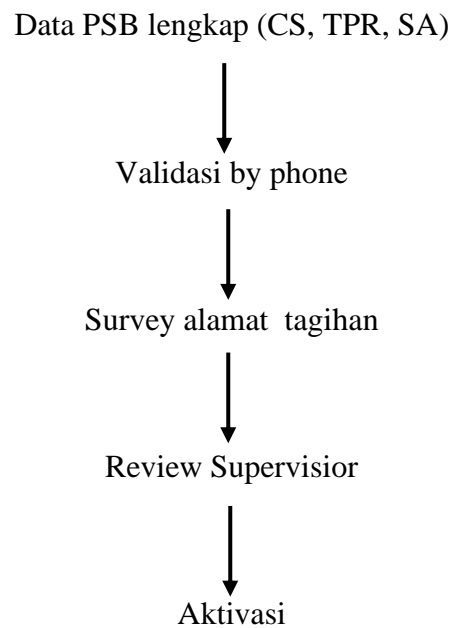 Data PSB lengkap (CS, TPR, SA)
Validasi by phone
Survey alamat  tagihan
Review Supervisior
Aktivasi